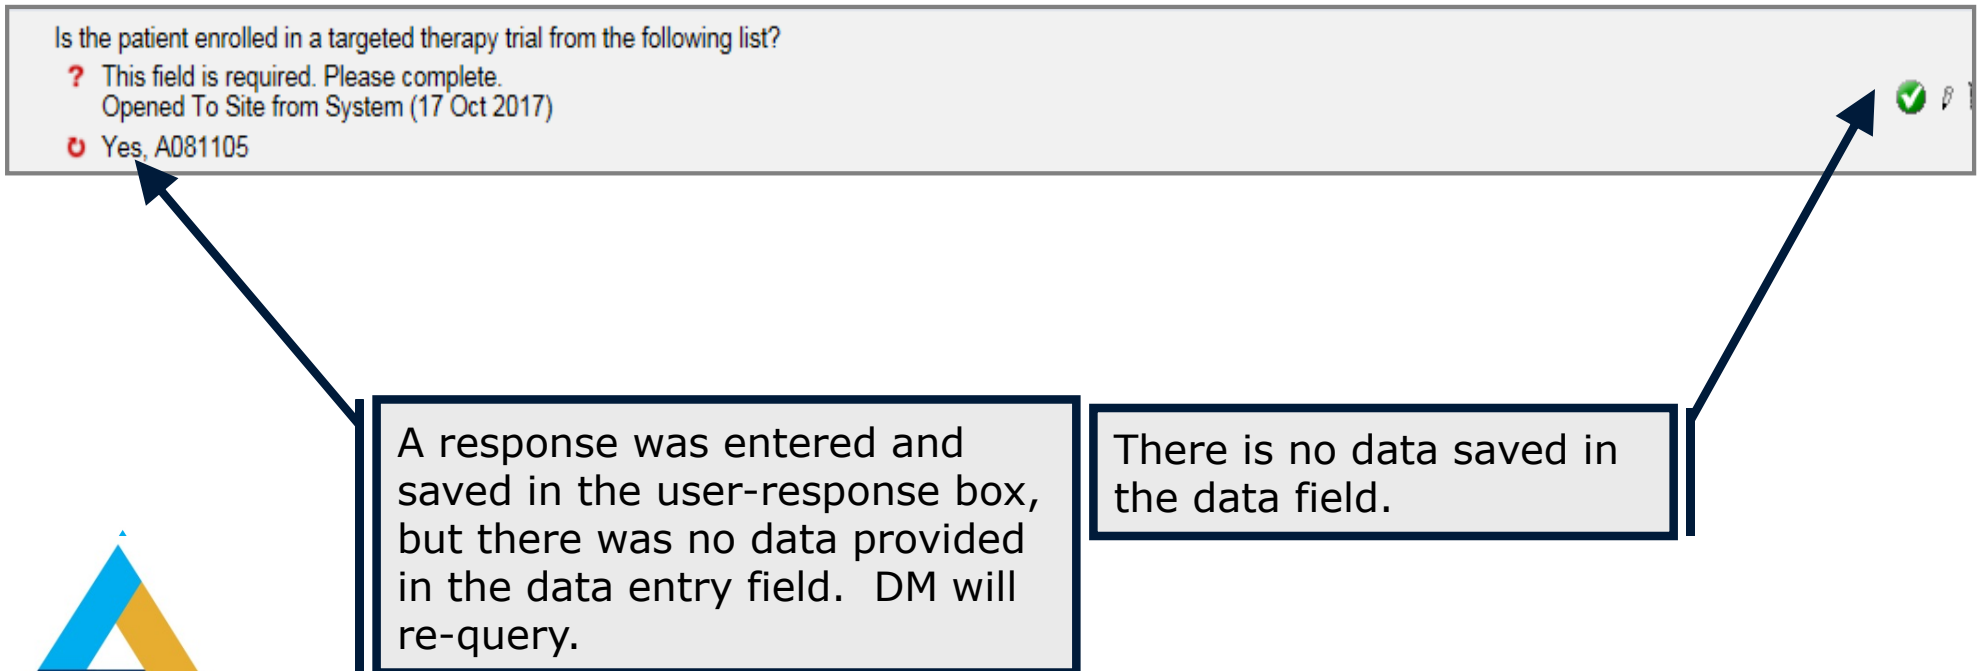 Is the patient enrolled in a targeted therapy trial from the following list?
? This field is required. Please complete.
Opened To Site from System (17 Oct 2017)
Yes, A081105
A response was entered and
saved in the user-response box,
but there was no data provided
in the data entry field.  DM will
re-query.
There is no data saved in
the data field.